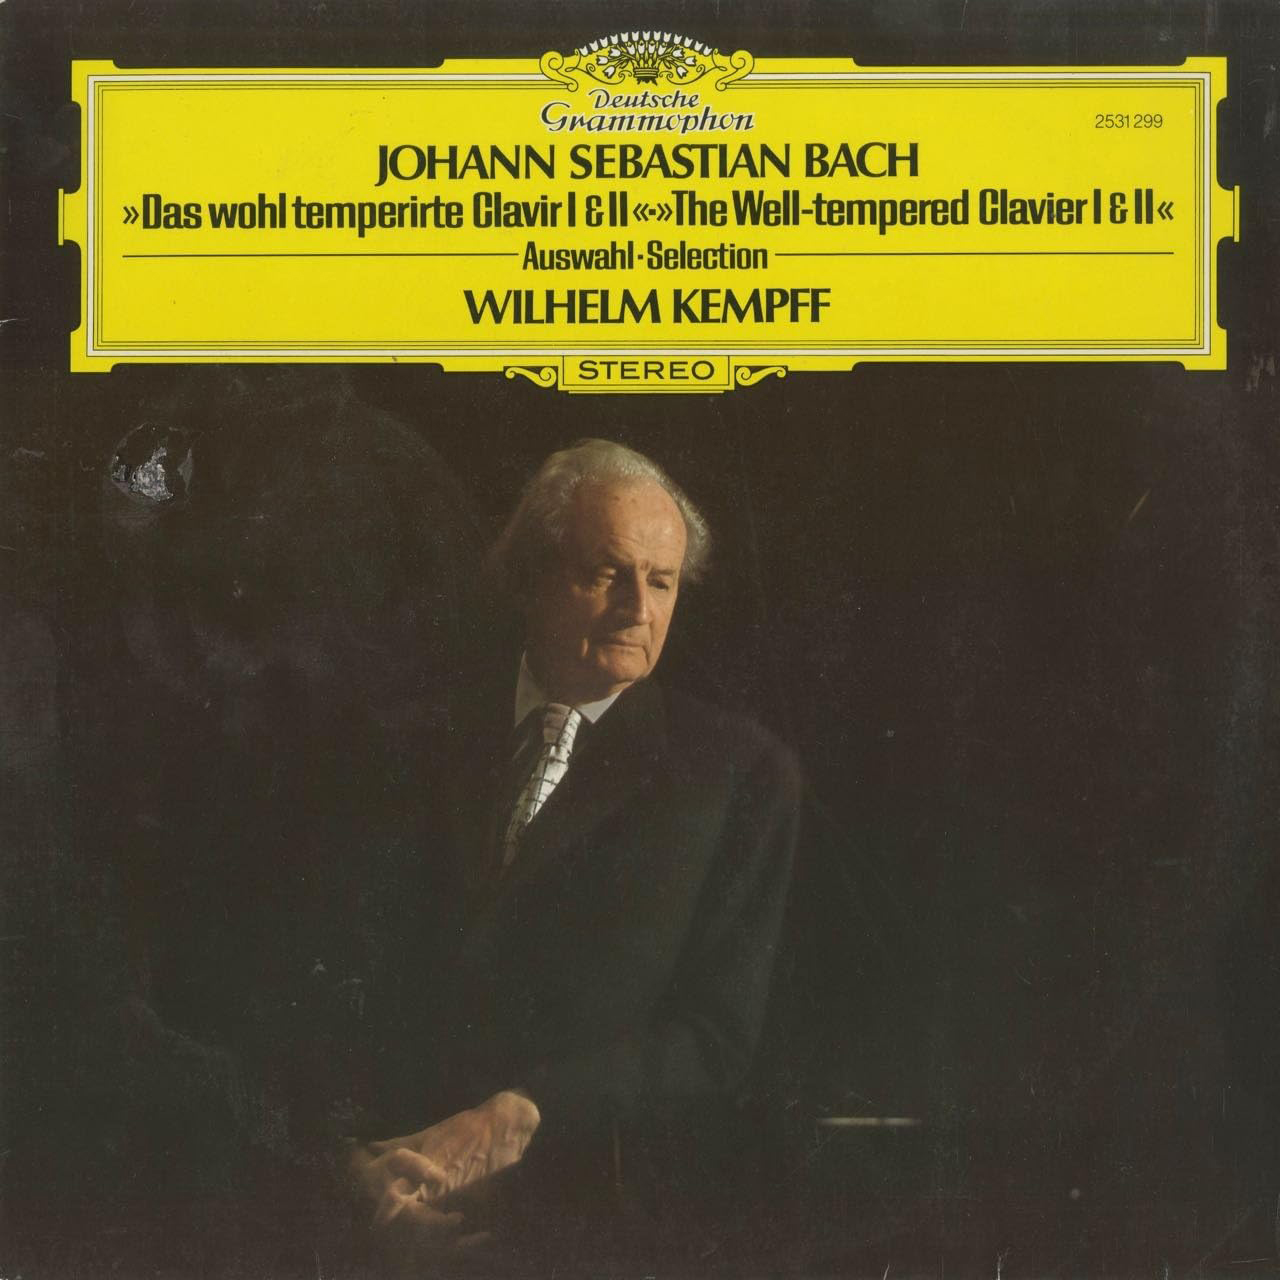 Deutsche
Grammophon
2531 299
JOHANN SEBASTIAN BACH
»Das wohl temperirte Clavir I & II«·»The Well-tempered Clavier I & II«
Auswahl·Selection
WILHELM KEMPFF
STEREO